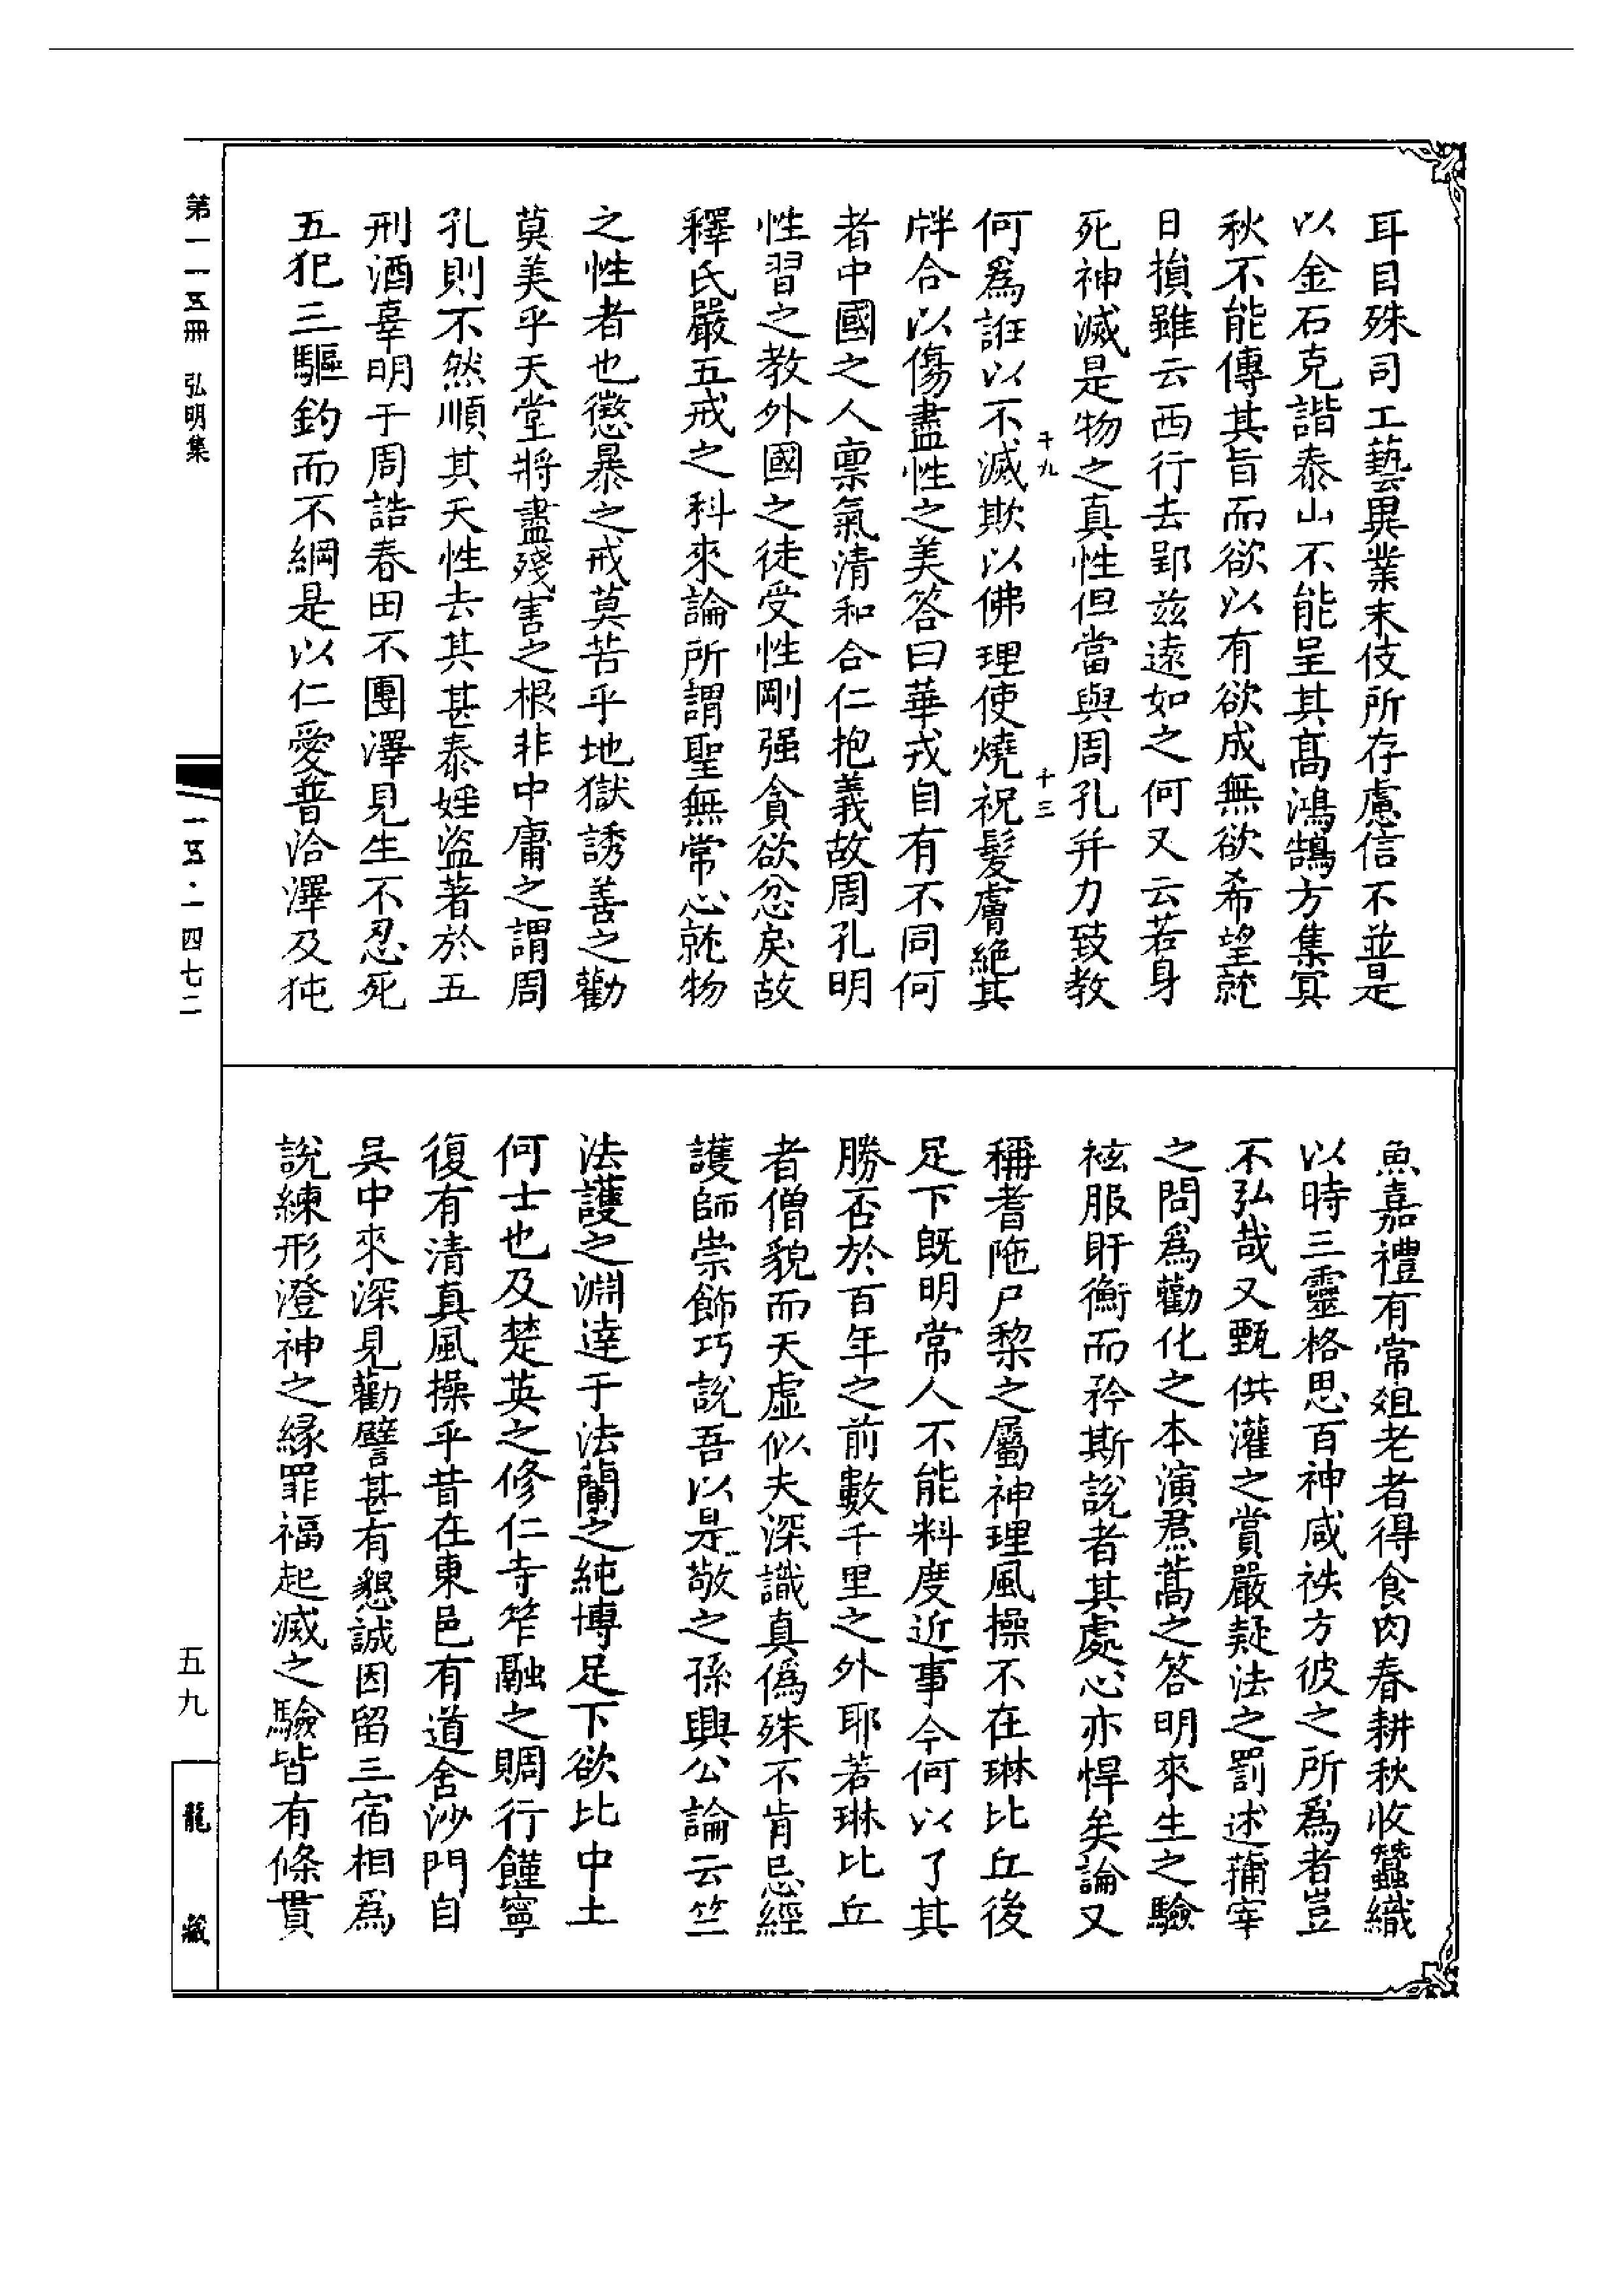 耳目殊司工藝異業末伎所存慮信不並是
以金石克諧泰山不能呈其高鴻鵠方集冥
秋不能傳其旨而欲以有欲成無欲希望就
日損雖云西行去郢茲遠如之何又云若身
死神滅是物之真性但當與周孔并力致教
何為誑以不滅欺以佛理使燒祝髮膚絕其
千九
十三
牉合以傷盡性之美答曰華戎自有不同何
者中國之人稟氣清和合仁抱義故周孔明
性習之教外國之徒受性剛强貪欲忿戾故
釋氏嚴五戒之科來論所謂聖無常心就物
之性者也懲暴之戒莫苦乎地獄誘善之勸
莫美乎天堂將盡殘害之根非中庸之謂周
孔則不然順其天性去其甚泰婬盜著於五
刑酒辜明于周誥春田不圍澤見生不忍死
五犯三驅釣而不綱是以仁愛普洽澤及㹠
魚嘉禮有常俎老者得食肉春耕秋收蠶織
以時三靈格思百神咸祑方彼之所為者豈
不弘哉又甄供灌之賞嚴疑法之罰述蒲宰
之問為勸化之本演焄蒿之答明來生之驗
袨服盱衡而矜斯說者其處心亦悍矣論又
稱耆陁尸黎之屬神理風操不在琳比丘後
足下既明常人不能料度近事今何以了其
勝否於百年之前數千里之外耶若琳比丘
者僧貌而天虛似夫深識真偽殊不肯忌經
護師崇飾巧說吾以是敬之孫興公論云竺
法護之淵達于法蘭之純博足下欲比中土
何士也及楚英之修仁寺笮融之賙行饉寧
復有清真風操乎昔在東邑有道舍沙門自
吳中來深見勸譬甚有懇誠因留三宿相為
說練形澄神之緣罪福起滅之驗皆有條貫
第一一五冊 弘明集
一五·一四七二
五九
龍藏